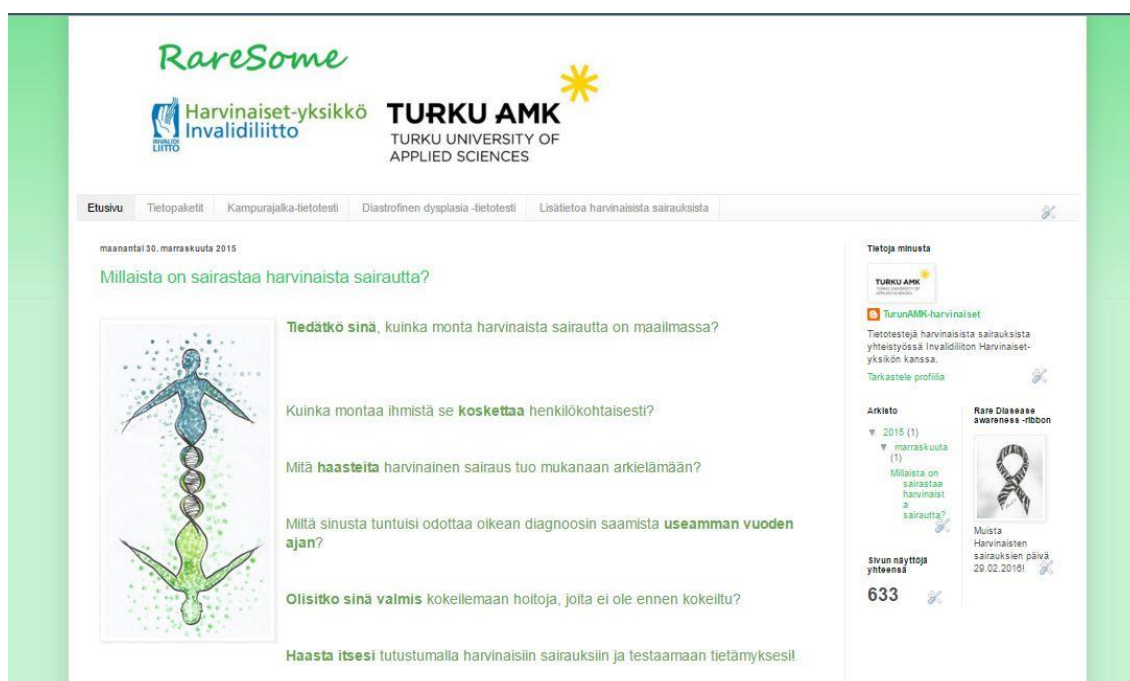 RareSome
Harvinaiset-yksikkö
Invalidiliitto
INVALIDI
LIITTO
TURKU AMK
TURKU UNIVERSITY OF
APPLIED SCIENCES
Etusivu
Tietopaketit
Kampurajalka-tietotesti
Diastrofinen dysplasia -tietotesti
Lisätietoa harvinaisista sairauksista
maanantai 30. marraskuuta 2015
Millaista on sairastaa harvinaista sairautta?
Tiedätkö sinä, kuinka monta harvinaista sairautta on maailmassa?
Kuinka montaa ihmistä se koskettaa henkilökohtaisesti?
Mitä haasteita harvinainen sairaus tuo mukanaan arkielämään?
Miltä sinusta tuntuisi odottaa oikean diagnoosin saamista useamman vuoden
ajan?
Olisitko sinä valmis kokeilemaan hoitoja, joita ei ole ennen kokeiltu?
Haasta itsesi tutustumalla harvinaisiin sairauksiin ja testaamaan tietämyksesi!
Tietoja minusta
TURKU AMK
TurunAMK-harvinaiset
Tietotestejä harvinaisista sairauksista
yhteistyössä Invalidiliiton Harvinaiset-
yksikön kanssa.
Tarkastele profiilia
Arkisto
▼ 2015 (1)
▼ marraskuuta
(1)
Millaista on
sairastaa
harvinaist
a
sairautta?
Sivun näyttöjä
yhteensä
633
Rare Diasease
awareness -ribbon
Muista
Harvinaisten
sairauksien päivä
29.02.2016!